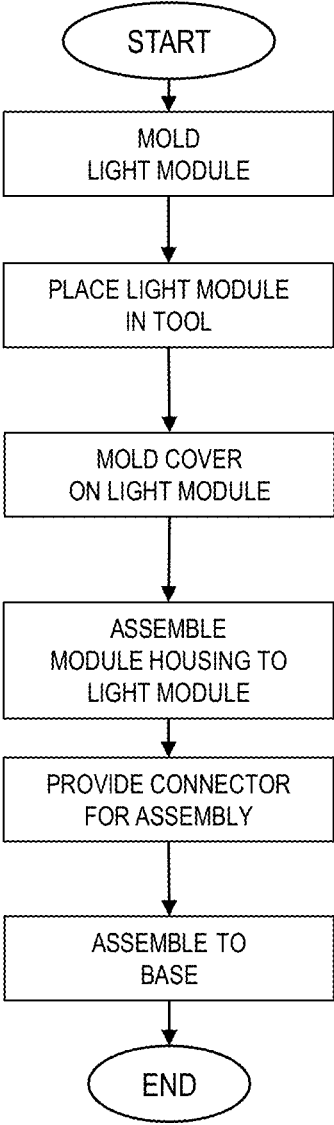 START
MOLD
LIGHT MODULE
PLACE LIGHT MODULE
IN TOOL
MOLD COVER
ON LIGHT MODULE
ASSEMBLE
MODULE HOUSING TO
LIGHT MODULE
PROVIDE CONNECTOR
FOR ASSEMBLY
ASSEMBLE TO
BASE
END